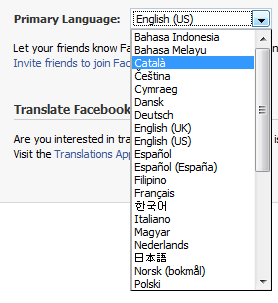 Primary Language: English (US)
Bahasa Indonesia
Let your friends know Fa
Bahasa Melayu
Invite friends to join Fac
Català
Čeština
Cymraeg
Dansk
Translate Facebook
Deutsch
English (UK)
Are you interested in tra
English (US)
Visit the Translations App
Español
Español (España)
Filipino
Français
한국어
Italiano
Magyar
Nederlands
日本語
Norsk (bokmål)
Polski